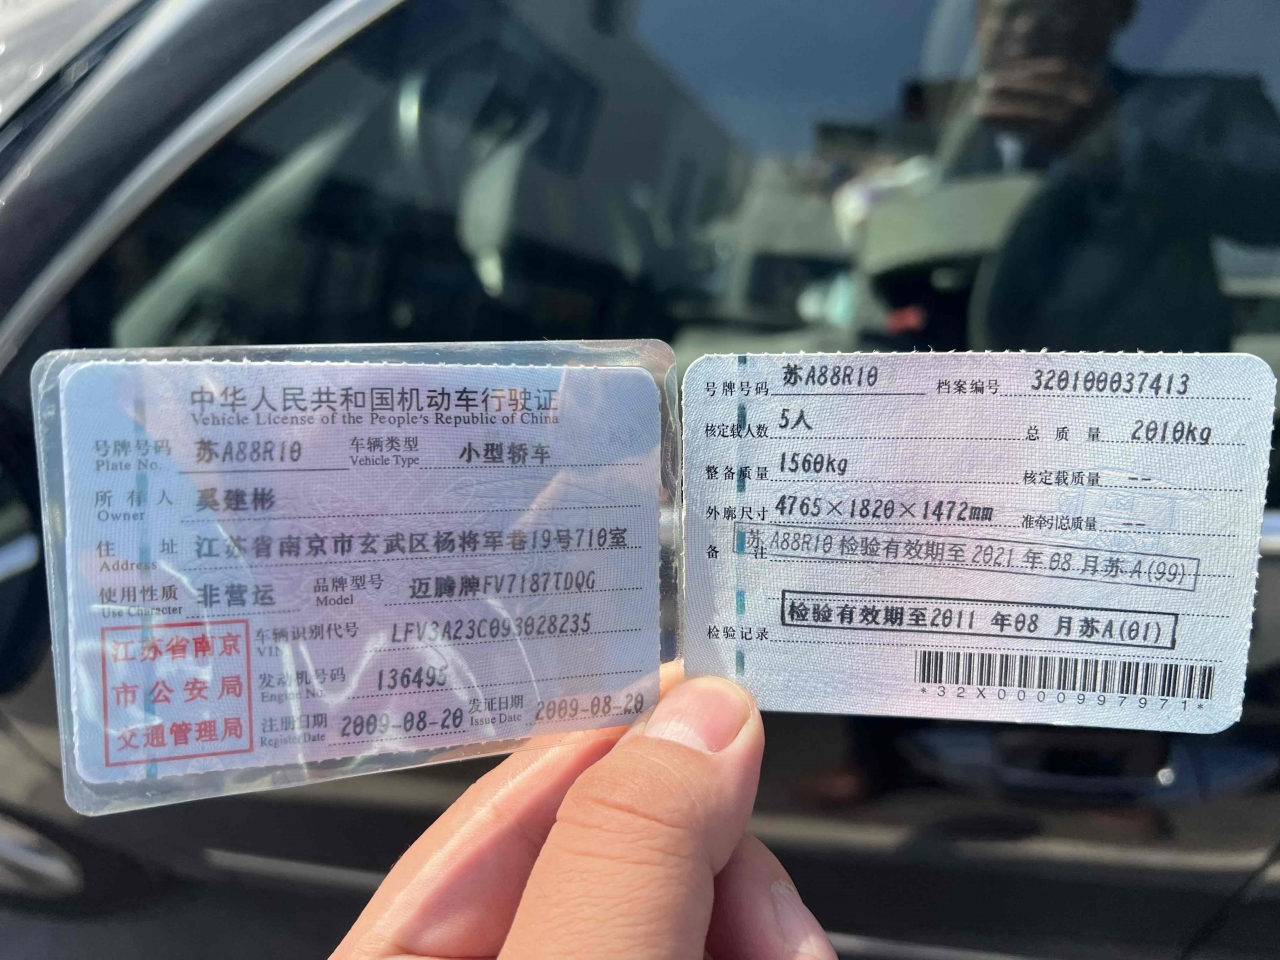 中华人民共和国机动车行驶证
Vehicle License of the People's Republic of China
号牌号码 苏A88R10 车辆类型 小型轿车
Plate No. Vehicle Type
所有人 奚建彬
Owner
住址 江苏省南京市玄武区杨将军巷19号710室
Address
使用性质 非营运 品牌型号 迈腾牌FV7187TDQG
Use Character Model
江苏省南京
市公安局
交通管理局
车辆识别代号 LFV3A23C093028235
VIN
发动机号码 136495
Engine No.
注册日期 2009-08-20 发证日期 2009-08-20
Register Date Issue Date
号牌号码 苏A88R10 档案编号 320100037413
核定载人数 5人 总质量 2010kg
整备质量 1560kg 核定载质量 --
外廓尺寸 4765×1820×1472mm 准牵引总质量 --
备注 苏A88R10 检验有效期至2021年08月苏A(99)
检验有效期至2011年08月苏A(01)
检验记录
*32X0000997971*